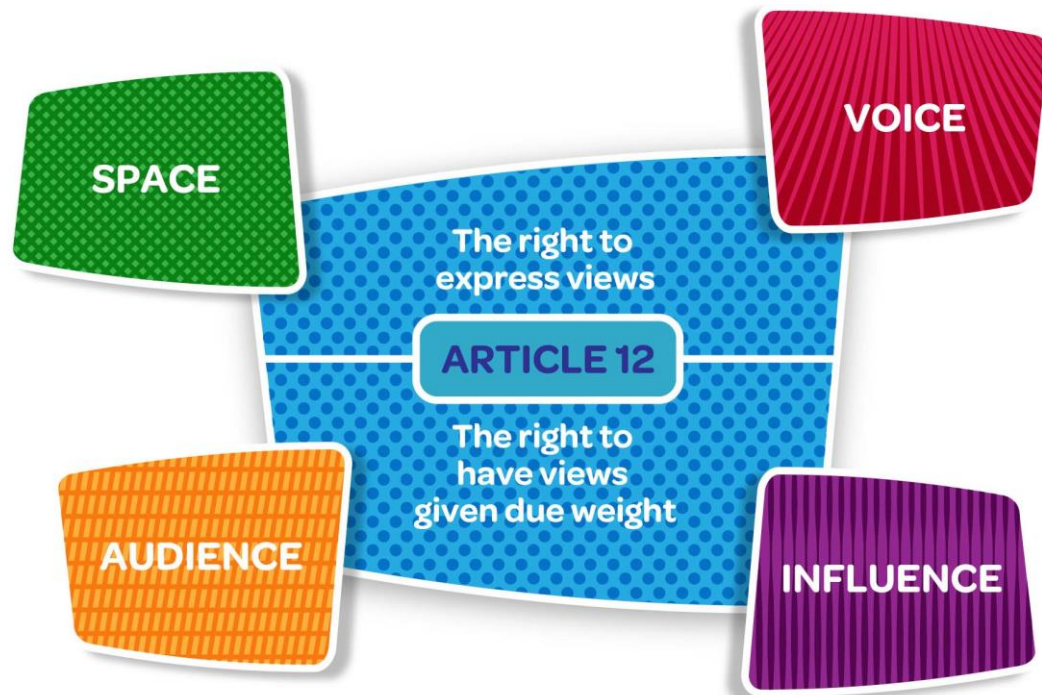 SPACE
VOICE
The right to
express views
ARTICLE 12
The right to
have views
given due weight
AUDIENCE
INFLUENCE